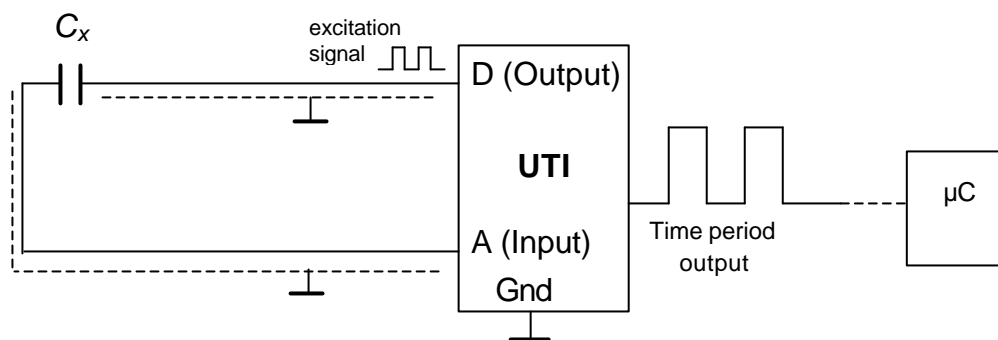 Cx
excitation
signal
D (Output)
UTI
µC
Time period
output
A (Input)
Gnd